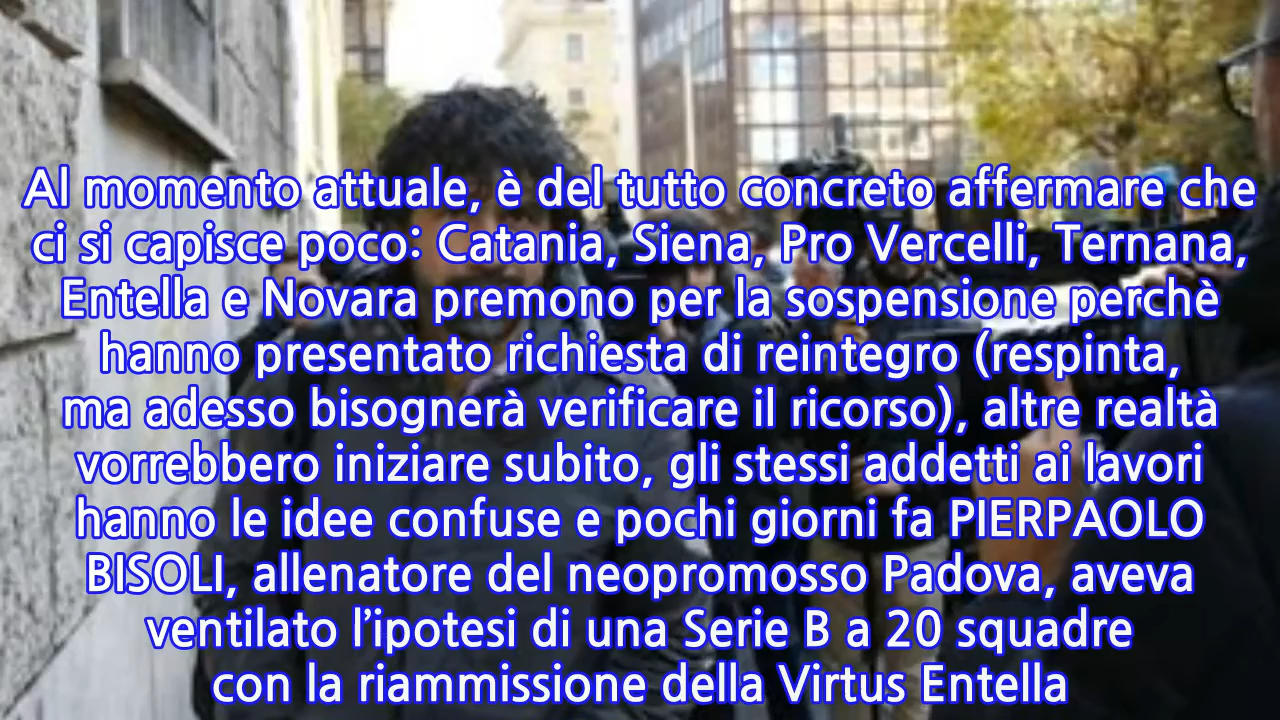 Al momento attuale, è del tutto concreto affermare che
ci si capisce poco: Catania, Siena, Pro Vercelli, Ternana,
Entella e Novara premono per la sospensione perchè
hanno presentato richiesta di reintegro (respinta,
ma adesso bisognerà verificare il ricorso), altre realtà
vorrebbero iniziare subito, gli stessi addetti ai lavori
hanno le idee confuse e pochi giorni fa PIERPAOLO
BISOLI, allenatore del neopromosso Padova, aveva
ventilato l’ipotesi di una Serie B a 20 squadre
con la riammissione della Virtus Entella